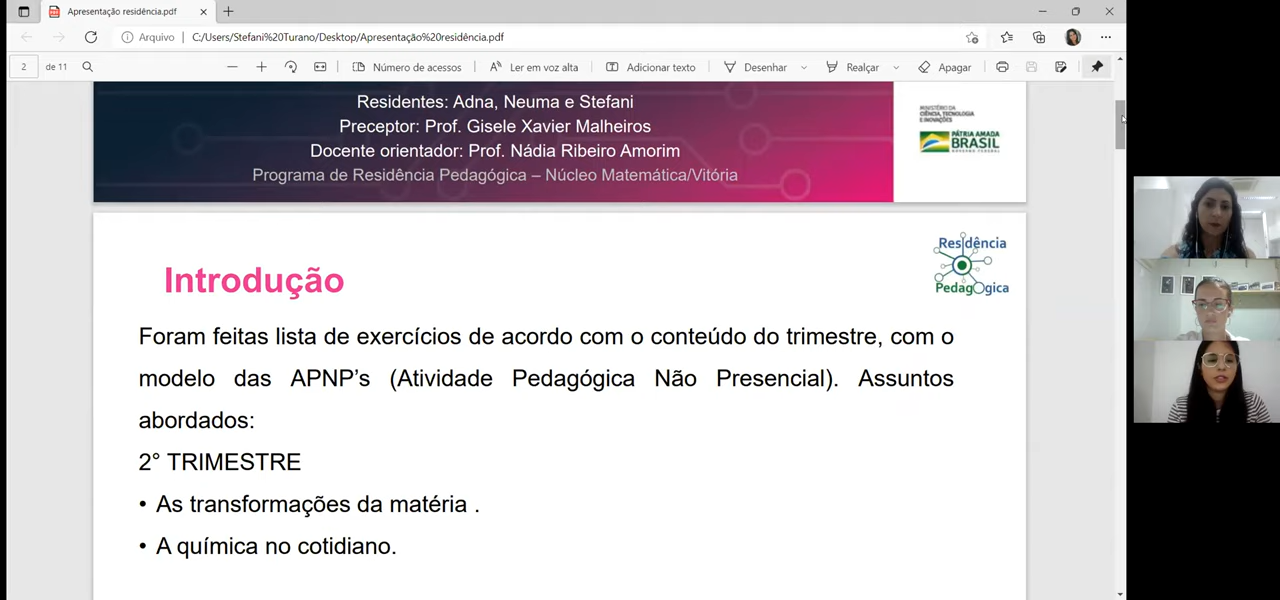 Apresentação residência.pdf
Arquivo
C:/Users/Stefani%20Turano/Desktop/Apresentação%20residência.pdf
2 de 11
Número de acessos
Ler em voz alta
Adicionar texto
Desenhar
Realçar
Apagar
Residentes: Adna, Neuma e Stefani
Preceptor: Prof. Gisele Xavier Malheiros
Docente orientador: Prof. Nádia Ribeiro Amorim
Programa de Residência Pedagógica – Núcleo Matemática/Vitória
MINISTÉRIO DA
CIÊNCIA, TECNOLOGIA
E INOVAÇÕES
PÁTRIA AMADA
BRASIL
GOVERNO FEDERAL
Residência
Pedagógica
Introdução
Foram feitas lista de exercícios de acordo com o conteúdo do trimestre, com o
modelo das APNP’s (Atividade Pedagógica Não Presencial). Assuntos
abordados:
2° TRIMESTRE
• As transformações da matéria .
• A química no cotidiano.